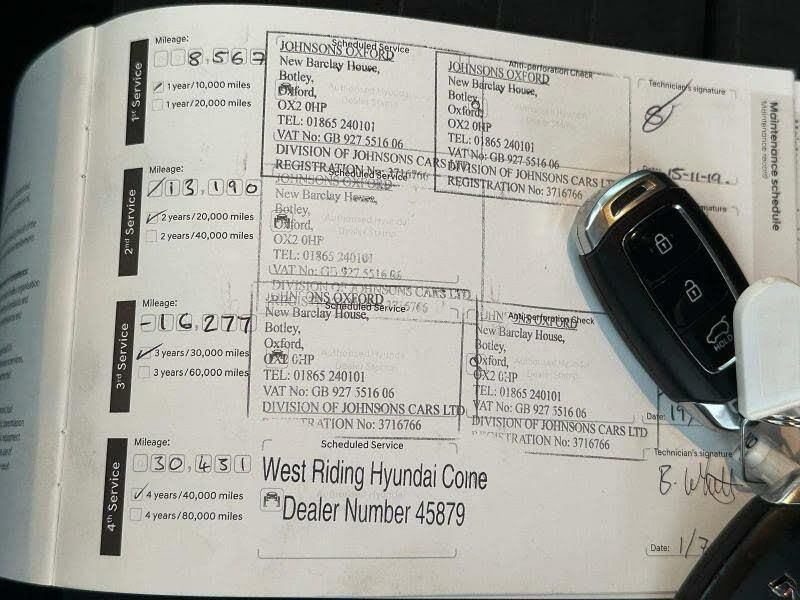 Maintenance schedule
Maintenance record
1st Service
Mileage:
8,567
1 year/10,000 miles
1 year/20,000 miles
Scheduled Service
JOHNSONS OXFORD
New Barclay House,
Botley,
Oxford,
OX2 0HP
TEL: 01865 240101
VAT No: GB 927 5516 06
DIVISION OF JOHNSONS CARS LTD
REGISTRATION No: 3716766
Anti-perforation Check
JOHNSONS OXFORD
New Barclay House,
Botley,
Oxford,
OX2 0HP
TEL: 01865 240101
VAT No: GB 927 5516 06
DIVISION OF JOHNSONS CARS LT
REGISTRATION No: 3716766
Technician's signature
15-11-19.
2nd Service
Mileage:
13,190
2 years/20,000 miles
2 years/40,000 miles
Scheduled Service
JOHNSONS OXFORD
New Barclay House,
Botley,
Oxford,
OX2 0HP
TEL: 01865 240101
VAT No: GB 927 5516 06
DIVISION OF JOHNSONS CARS LTD
3716766
3rd Service
Mileage:
-16,277
3 years/30,000 miles
3 years/60,000 miles
Scheduled Service
JOHNSONS OXFORD
New Barclay House,
Botley,
Oxford,
OX2 0HP
TEL: 01865 240101
VAT No: GB 927 5516 06
DIVISION OF JOHNSONS CARS LTD
REGISTRATION No: 3716766
Anti-perforation Check
JOHNSONS OXFORD
New Barclay House,
Botley,
Oxford,
OX2 0HP
TEL: 01865 240101
VAT No: GB 927 5516 06
DIVISION OF JOHNSONS CARS LTD
REGISTRATION No: 3716766
Date: 19/
4th Service
Mileage:
30,431
4 years/40,000 miles
4 years/80,000 miles
Scheduled Service
West Riding Hyundai Colne
Dealer Number 45879
Technician's signature
Date: 1/7
HOLD